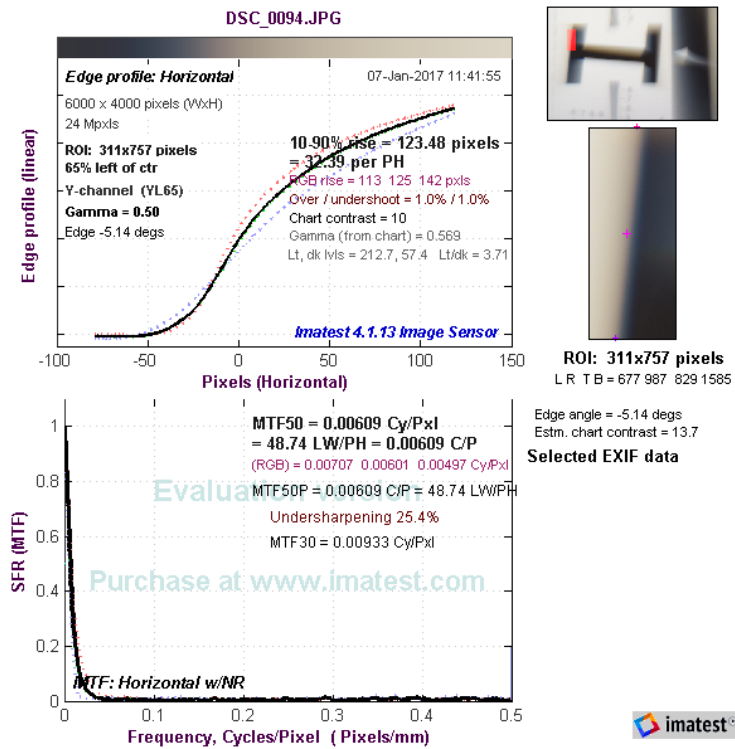 DSC_0094.JPG
Edge profile: Horizontal
07-Jan-2017 11:41:55
6000 x 4000 pixels (WxH)
24 Mpxls
ROI: 311x757 pixels
65% left of ctr
Y-channel (YL65)
Gamma = 0.50
Edge -5.14 degs
10-90% rise = 123.48 pixels
= 32.39 per PH
RGB rise = 113 125 142 pxls
Over / undershoot = 1.0% / 1.0%
Chart contrast = 10
Gamma (from chart) = 0.569
Lt, dk lvls = 212.7, 57.4 Lt/dk = 3.71
Imatest 4.1.13 Image Sensor
Edge profile (linear)
-100 -50 0 50 100 150
Pixels (Horizontal)
ROI: 311x757 pixels
L R T B = 677 987 829 1585
Edge angle = -5.14 degs
Estm. chart contrast = 13.7
Selected EXIF data
MTF50 = 0.00609 Cy/Pxl
= 48.74 LW/PH = 0.00609 C/P
(RGB) = 0.00707 0.00601 0.00497 Cy/Pxl
Evaluation version
MTF50P = 0.00609 C/P = 48.74 LW/PH
Undersharpening 25.4%
MTF30 = 0.00933 Cy/Pxl
Purchase at www.imatest.com
MTF: Horizontal w/NR
SFR (MTF)
1
0.8
0.6
0.4
0.2
0
0 0.1 0.2 0.3 0.4 0.5
Frequency, Cycles/Pixel ( Pixels/mm)
imatest®